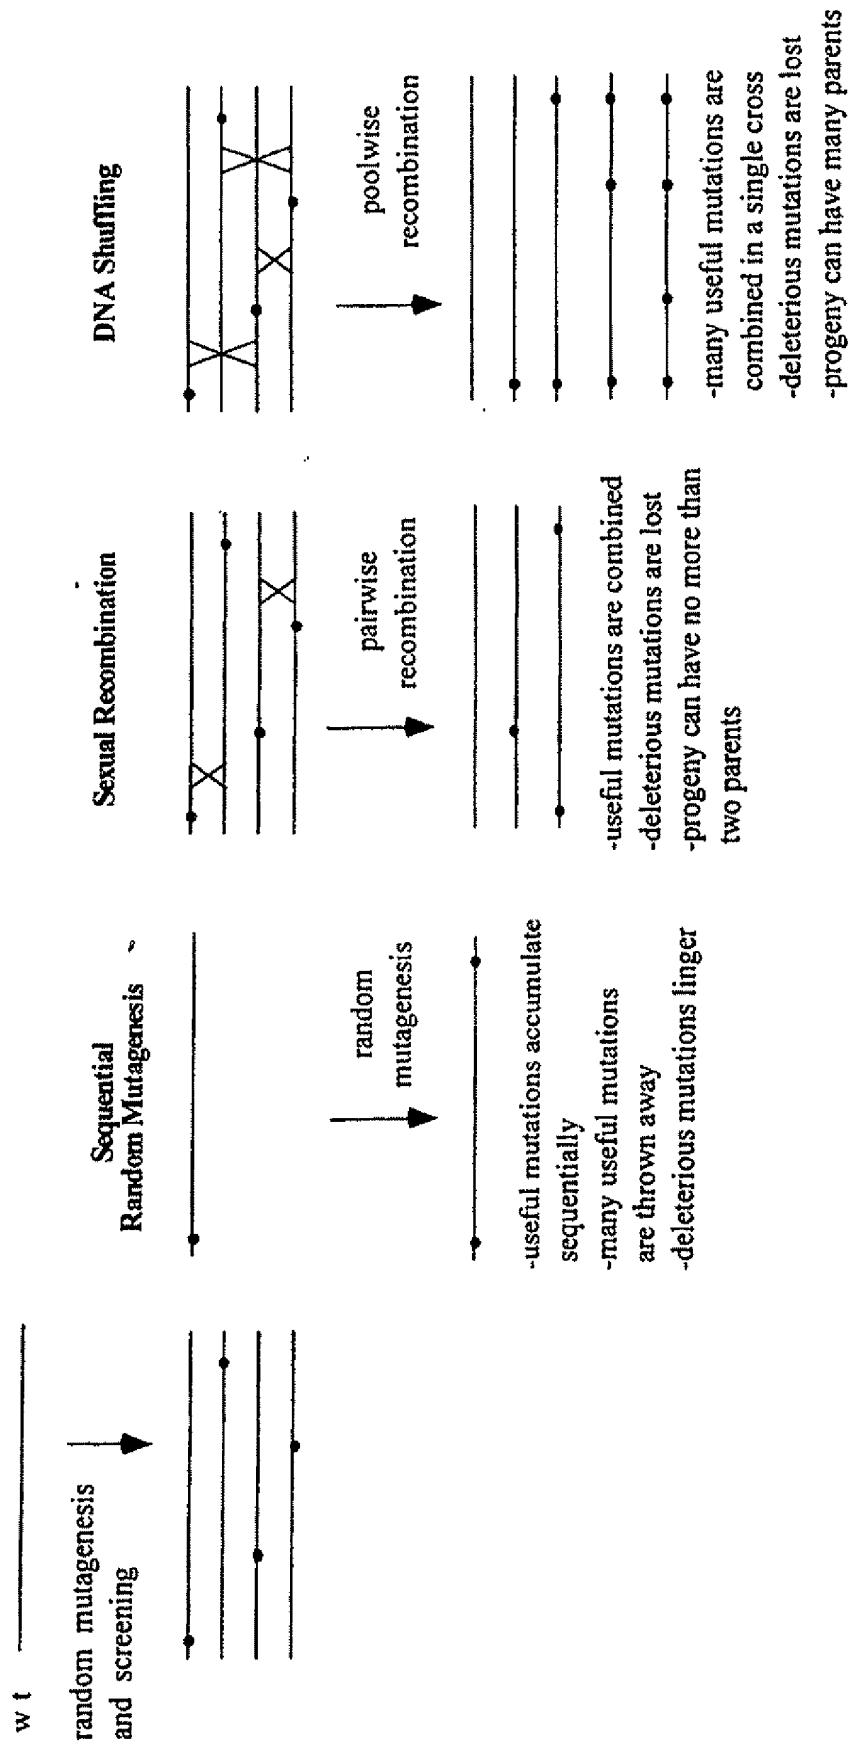 w t
random mutagenesis
and screening
Sequential
Random Mutagenesis
random
mutagenesis
-useful mutations accumulate
sequentially
-many useful mutations
are thrown away
-deleterious mutations linger
Sexual Recombination
pairwise
recombination
-useful mutations are combined
-deleterious mutations are lost
-progeny can have no more than
two parents
DNA Shuffling
poolwise
recombination
-many useful mutations are
combined in a single cross
-deleterious mutations are lost
-progeny can have many parents